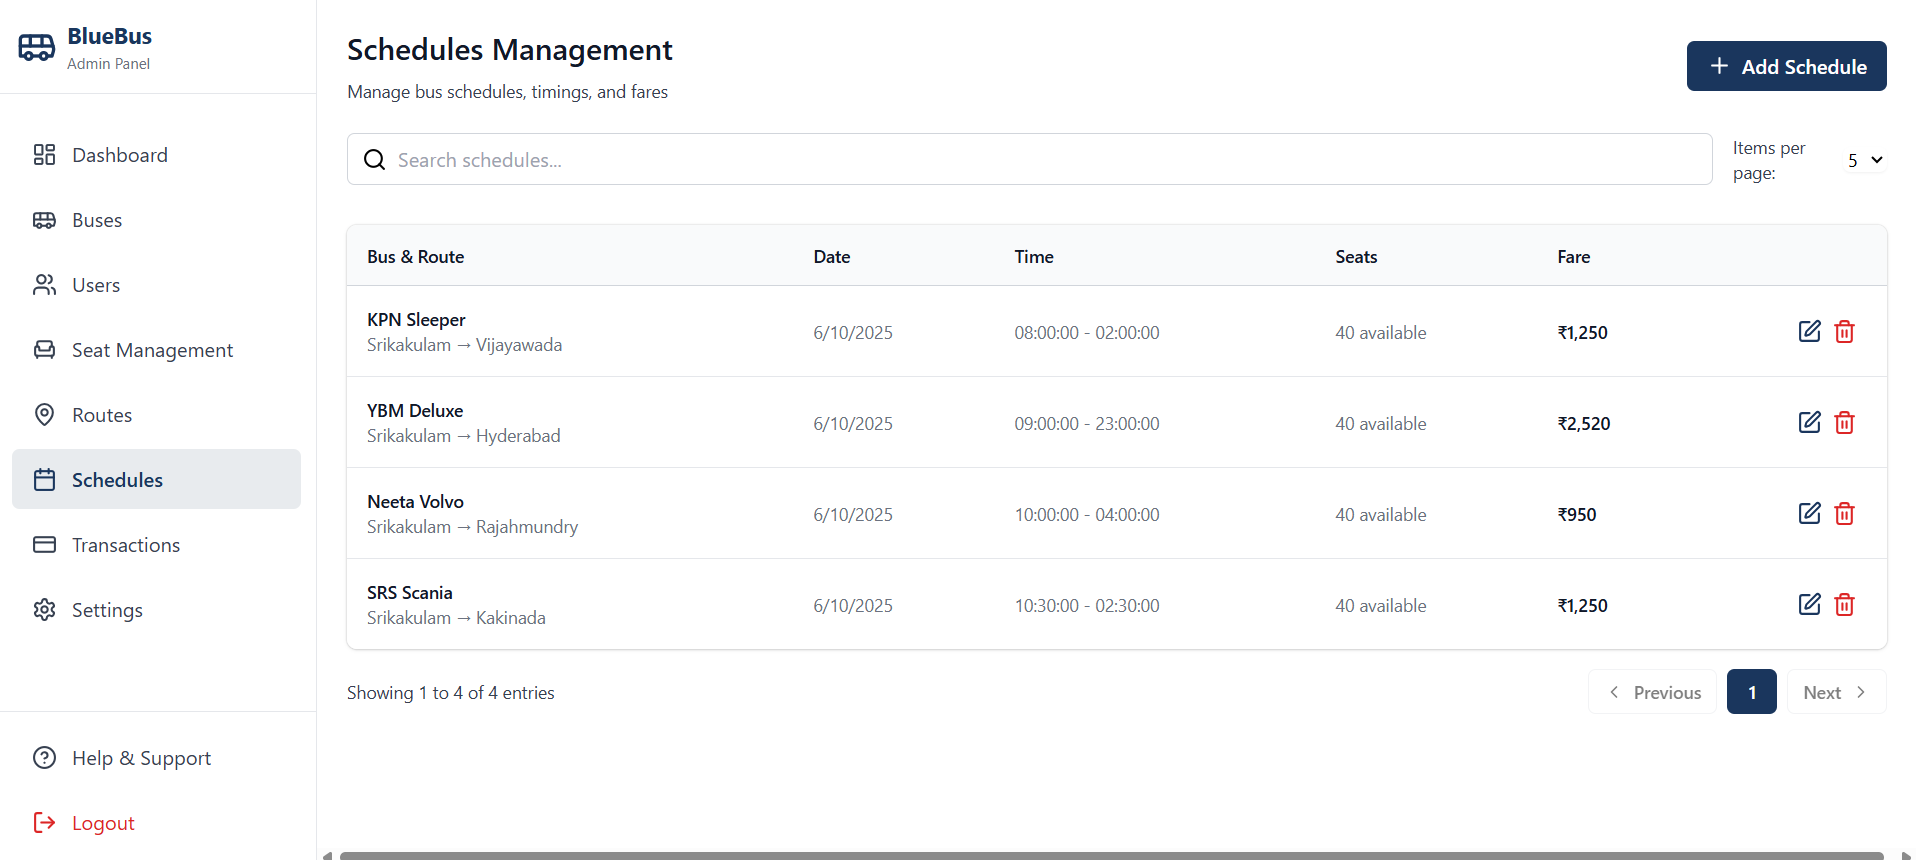 BlueBus
Admin Panel
Dashboard
Buses
Users
Seat Management
Routes
Schedules
Transactions
Settings
Help & Support
Logout
Schedules Management
Manage bus schedules, timings, and fares
+ Add Schedule
Search schedules...
Items per
page:
5
Bus & Route Date Time Seats Fare
KPN Sleeper
Srikakulam → Vijayawada
6/10/2025 08:00:00 - 02:00:00 40 available ₹1,250
YBM Deluxe
Srikakulam → Hyderabad
6/10/2025 09:00:00 - 23:00:00 40 available ₹2,520
Neeta Volvo
Srikakulam → Rajahmundry
6/10/2025 10:00:00 - 04:00:00 40 available ₹950
SRS Scania
Srikakulam → Kakinada
6/10/2025 10:30:00 - 02:30:00 40 available ₹1,250
Showing 1 to 4 of 4 entries
Previous 1 Next